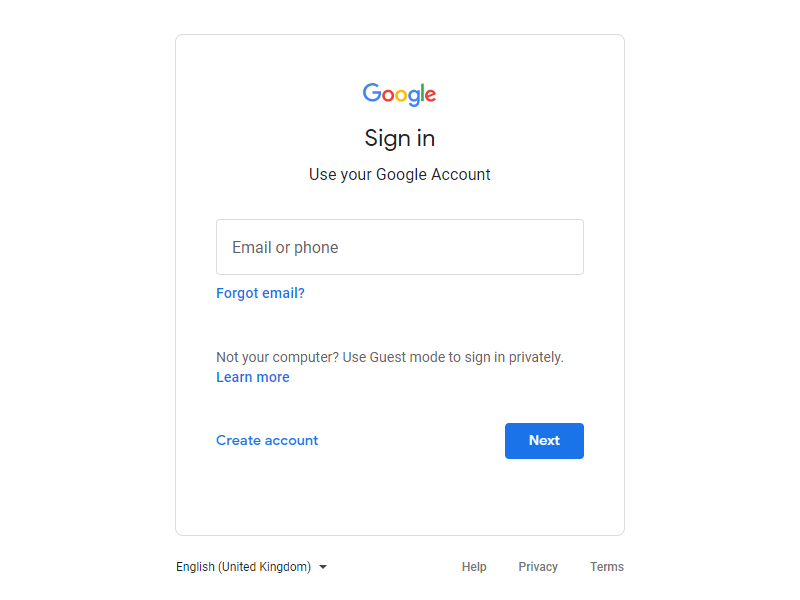 Google
Sign in
Use your Google Account
Email or phone
Forgot email?
Not your computer? Use Guest mode to sign in privately.
Learn more
Create account
Next
English (United Kingdom)
Help
Privacy
Terms